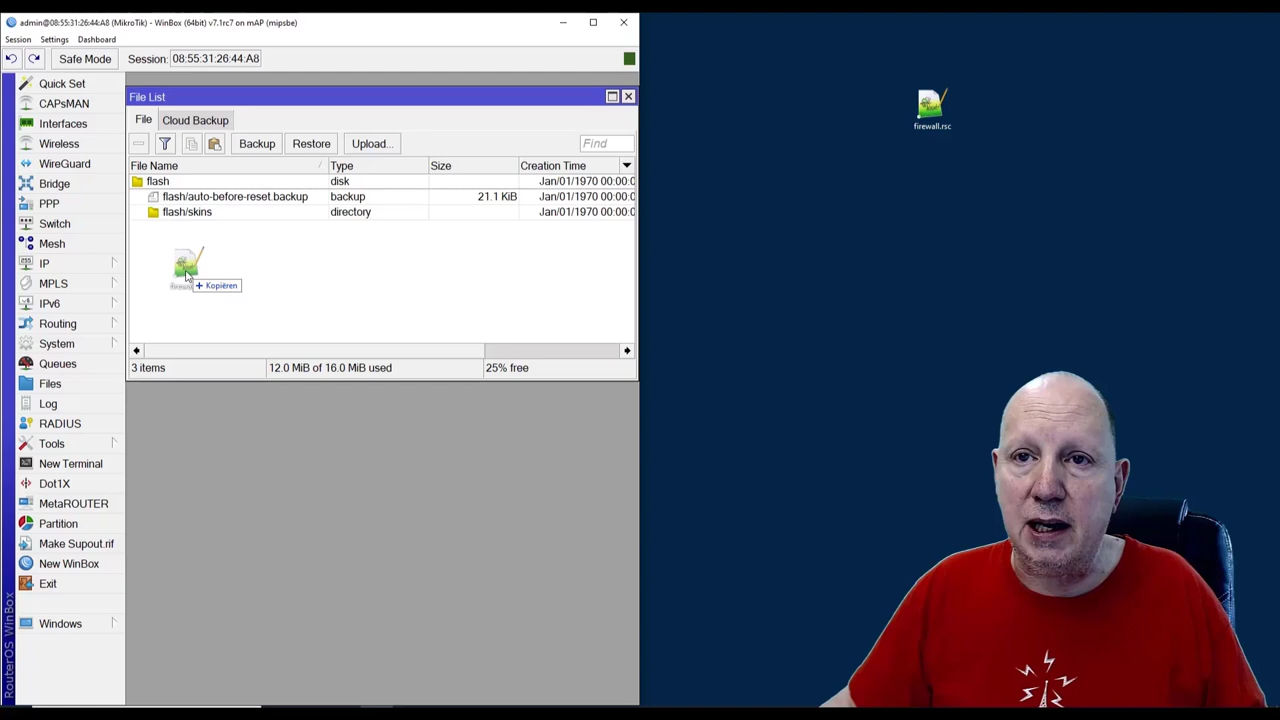 admin@08:55:31:26:44:A8 (MikroTik) - WinBox (64bit) v7.1rc7 on mAP (mipsbe)
Session Settings Dashboard
Safe Mode Session: 08:55:31:26:44:A8
Quick Set
CAPsMAN
Interfaces
Wireless
WireGuard
Bridge
PPP
Switch
Mesh
IP
MPLS
IPv6
Routing
System
Queues
Files
Log
RADIUS
Tools
New Terminal
Dot1X
MetaROUTER
Partition
Make Supout.rif
New WinBox
Exit
Windows
RouterOS WinBox
File List
File Cloud Backup
Backup Restore Upload... Find
File Name Type Size Creation Time
flash disk Jan/01/1970 00:00:0
flash/auto-before-reset.backup backup 21.1 KiB Jan/01/1970 00:00:0
flash/skins directory Jan/01/1970 00:00:0
+ Kopiëren
3 items 12.0 MiB of 16.0 MiB used 25% free
firewall.rsc